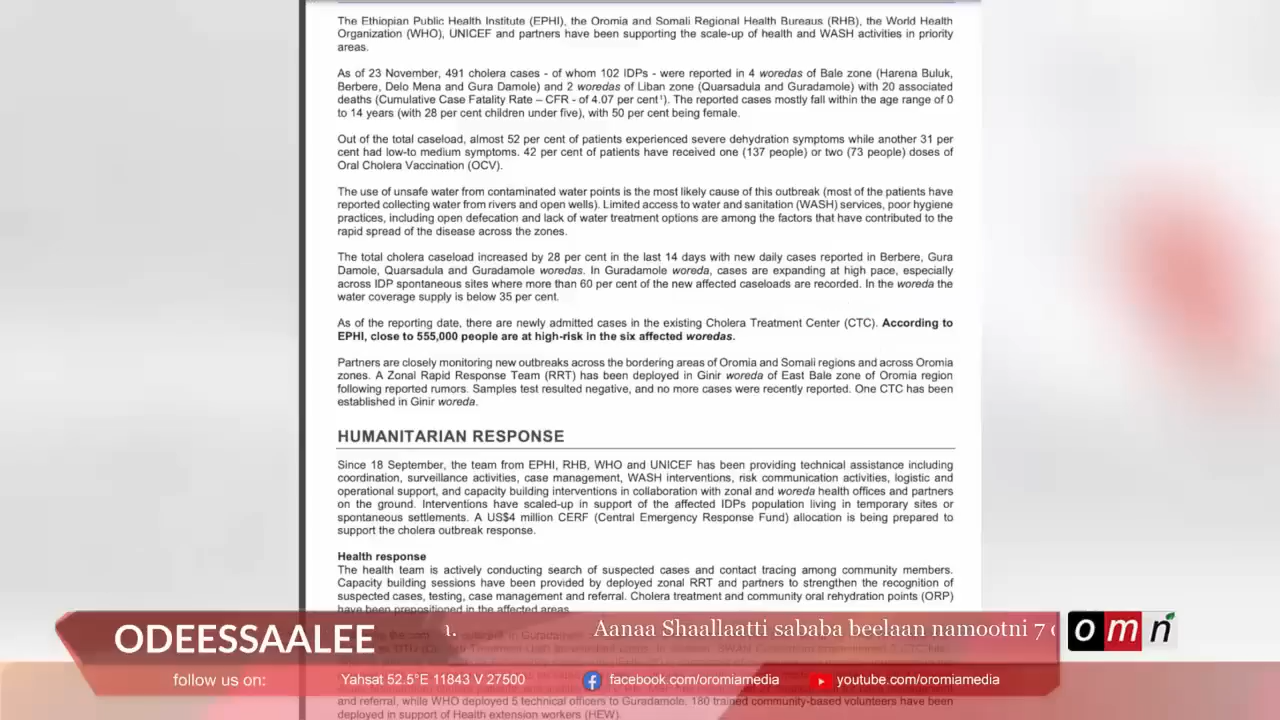 The Ethiopian Public Health Institute (EPHI), the Oromia and Somali Regional Health Bureaus (RHB), the World Health
Organization (WHO), UNICEF and partners have been supporting the scale-up of health and WASH activities in priority
areas.
As of 23 November, 491 cholera cases - of whom 102 IDPs - were reported in 4 woredas of Bale zone (Harena Buluk,
Berbere, Delo Mena and Gura Damole) and 2 woredas of Liban zone (Quarsadula and Guradamole) with 20 associated
deaths (Cumulative Case Fatality Rate – CFR - of 4.07 per cent¹). The reported cases mostly fall within the age range of 0
to 14 years (with 28 per cent children under five), with 50 per cent being female.
Out of the total caseload, almost 52 per cent of patients experienced severe dehydration symptoms while another 31 per
cent had low-to medium symptoms. 42 per cent of patients have received one (137 people) or two (73 people) doses of
Oral Cholera Vaccination (OCV).
The use of unsafe water from contaminated water points is the most likely cause of this outbreak (most of the patients have
reported collecting water from rivers and open wells). Limited access to water and sanitation (WASH) services, poor hygiene
practices, including open defecation and lack of water treatment options are among the factors that have contributed to the
rapid spread of the disease across the zones.
The total cholera caseload increased by 28 per cent in the last 14 days with new daily cases reported in Berbere, Gura
Damole, Quarsadula and Guradamole woredas. In Guradamole woreda, cases are expanding at high pace, especially
across IDP spontaneous sites where more than 60 per cent of the new affected caseloads are recorded. In the woreda the
water coverage supply is below 35 per cent.
As of the reporting date, there are newly admitted cases in the existing Cholera Treatment Center (CTC). According to
EPHI, close to 555,000 people are at high-risk in the six affected woredas.
Partners are closely monitoring new outbreaks across the bordering areas of Oromia and Somali regions and across Oromia
zones. A Zonal Rapid Response Team (RRT) has been deployed in Ginir woreda of East Bale zone of Oromia region
following reported rumors. Samples test resulted negative, and no more cases were recently reported. One CTC has been
established in Ginir woreda.
HUMANITARIAN RESPONSE
Since 18 September, the team from EPHI, RHB, WHO and UNICEF has been providing technical assistance including
coordination, surveillance activities, case management, WASH interventions, risk communication activities, logistic and
operational support, and capacity building interventions in collaboration with zonal and woreda health offices and partners
on the ground. Interventions have scaled-up in support of the affected IDPs population living in temporary sites or
spontaneous settlements. A US$4 million CERF (Central Emergency Response Fund) allocation is being prepared to
support the cholera outbreak response.
Health response
The health team is actively conducting search of suspected cases and contact tracing among community members.
Capacity building sessions have been provided by deployed zonal RRT and partners to strengthen the recognition of
suspected cases, testing, case management and referral. Cholera treatment and community oral rehydration points (ORP)
have been prepositioned in the affected areas.
ODEESSAALEE
Aanaa Shaallaatti sababa beelaan namootni 7
omn
follow us on:
Yahsat 52.5°E 11843 V 27500
facebook.com/oromiamedia
youtube.com/oromiamedia
and referral, while WHO deployed 5 technical officers to Guradamole. 180 trained community-based volunteers have been
deployed in support of Health extension workers (HEW).